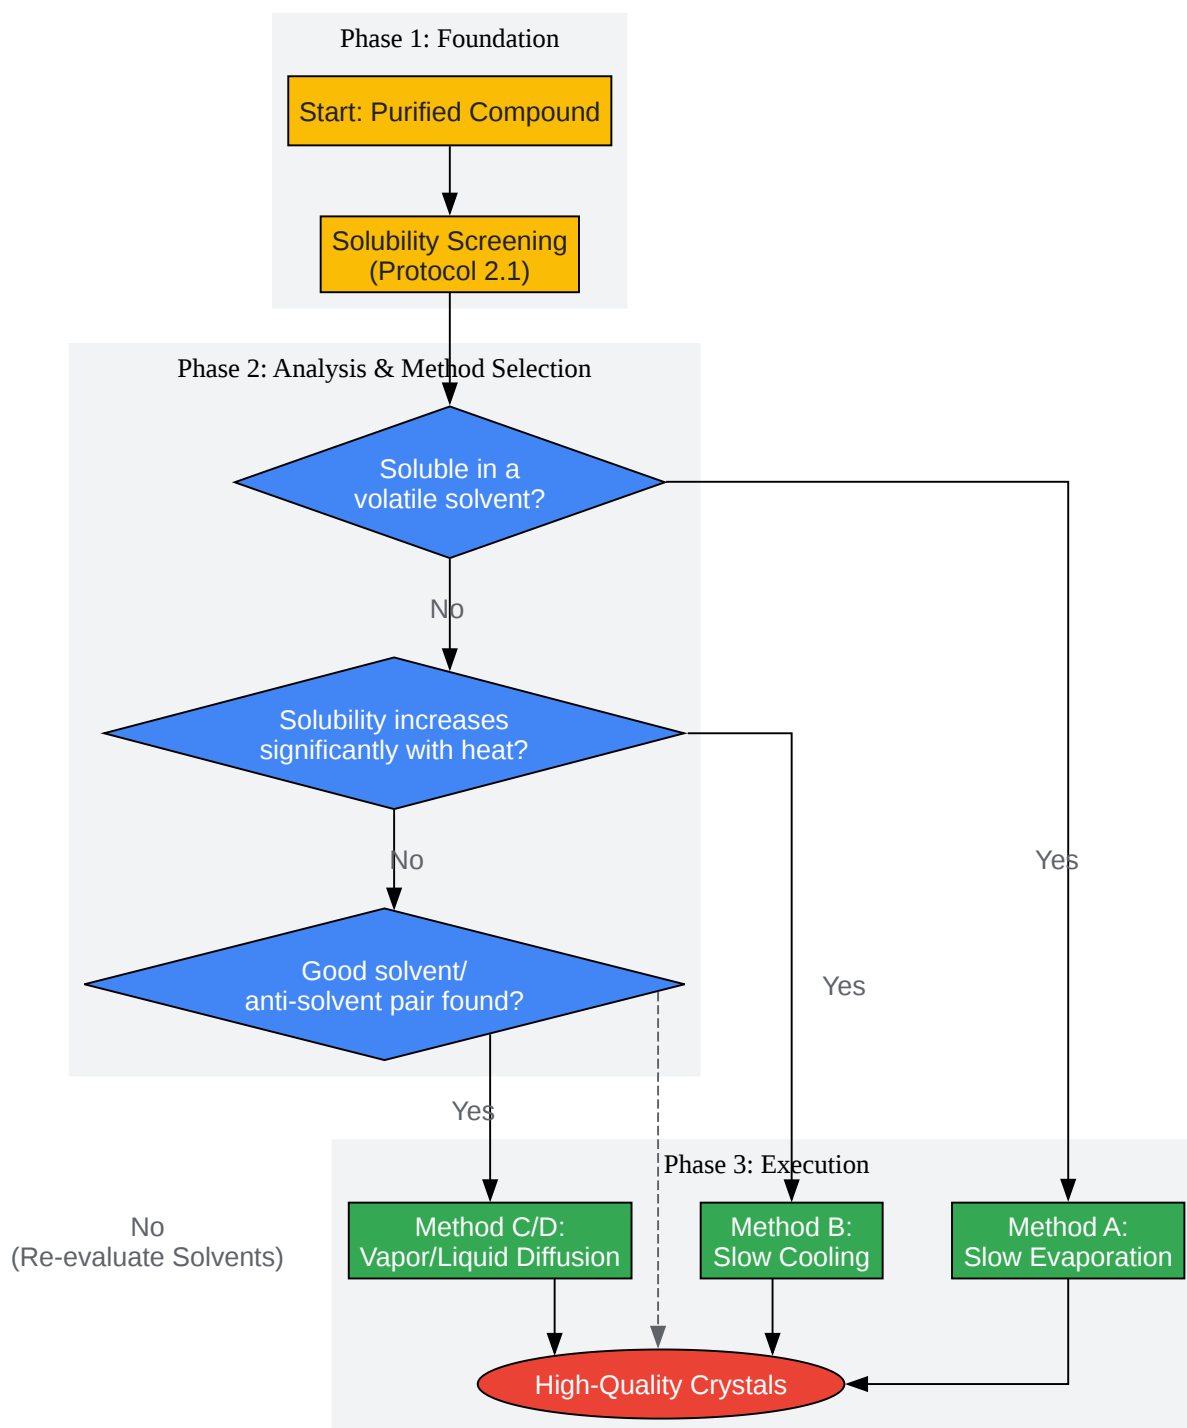 Phase 1: Foundation
Start: Purified Compound
Solubility Screening
(Protocol 2.1)
Phase 2: Analysis & Method Selection
Soluble in a
volatile solvent?
No
Solubility increases
significantly with heat?
No
Yes
Good solvent/
anti-solvent pair found?
Yes
Yes
Phase 3: Execution
No
(Re-evaluate Solvents)
Method C/D:
Vapor/Liquid Diffusion
Method B:
Slow Cooling
Method A:
Slow Evaporation
High-Quality Crystals